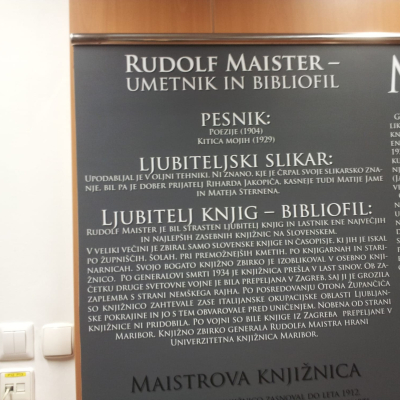 RUDOLF MAISTER –
UMETNIK IN BIBLIOFIL
PESNIK:
POEZIJE (1904)
KITICA MOJIH (1929)
LJUBITELJSKI SLIKAR:
UPODABLJAL JE V OLJNI TEHNIKI. NI ZNANO, KJE JE ČRPAL SVOJE SLIKARSKO ZNA-
NJE, BIL PA JE DOBER PRIJATELJ RIHARDA JAKOPIČA, KASNEJE TUDI MATIJE JAME
IN MATEJA STERNENA.
LJUBITELJ KNJIG – BIBLIOFIL:
RUDOLF MAISTER JE BIL STRASTEN LJUBITELJ KNJIG IN LASTNIK ENE NAJVEČJIH
IN NAJLEPŠIH ZASEBNIH KNJIŽNIC NA SLOVENSKEM.
V VELIKI VEČINI JE ZBIRAL SAMO SLOVENSKE KNJIGE IN ČASOPISJE, KI JIH JE ISKAL
PO ŽUPNIŠČIH, ŠOLAH, PRI PREMOŽNEJŠIH KMETIH, PO KNJIGARNAH IN STARI-
NARNICAH. SVOJO BOGATO KNJIŽNO ZBIRKO JE IZOBLIKOVAL V OSEBNO KNJI-
ŽNICO. PO GENERALOVI SMRTI 1934 JE KNJIŽNICA PREŠLA V LAST SINOV. OB ZA-
ČETKU DRUGE SVETOVNE VOJNE JE BILA PREPELJANA V ZAGREB, SAJ JI JE GROZILA
ZAPLEMBA S STRANI NEMŠKEGA RAJHA. PO POSREDOVANJU OTONA ŽUPANČIČA
SO KNJIŽNICO ZAHTEVALE ZASE ITALIJANSKE OKUPACIJSKE OBLASTI LJUBLJAN-
SKE POKRAJINE IN JO S TEM OBVAROVALE PRED UNIČENJEM. NOBENA OD STRANI
KNJIŽNICE NI PRIDOBILA. PO VOJNI SO BILE KNJIGE IZ ZAGREBA PREPELJANE V
MARIBOR. KNJIŽNO ZBIRKO GENERALA RUDOLFA MAISTRA HRANI
UNIVERZITETNA KNJIŽNICA MARIBOR.
MAISTROVA KNJIŽNICA